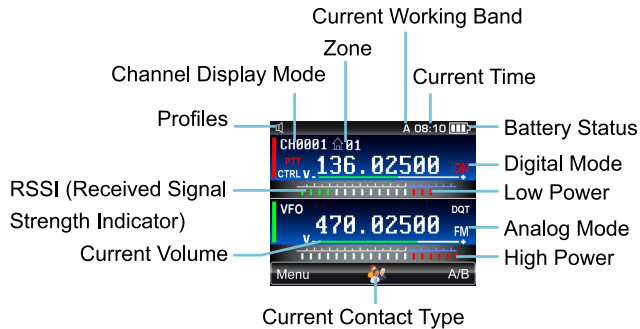 Current Working Band
Zone
Channel Display Mode
Current Time
Profiles
A 08:10
Battery Status
CH0001 01
PTT
CTRL V 136.02500 DN
Digital Mode
RSSI (Received Signal
Strength Indicator)
Low Power
VFO DQT
V 470.02500 FM
Analog Mode
Current Volume
High Power
Menu A/B
Current Contact Type